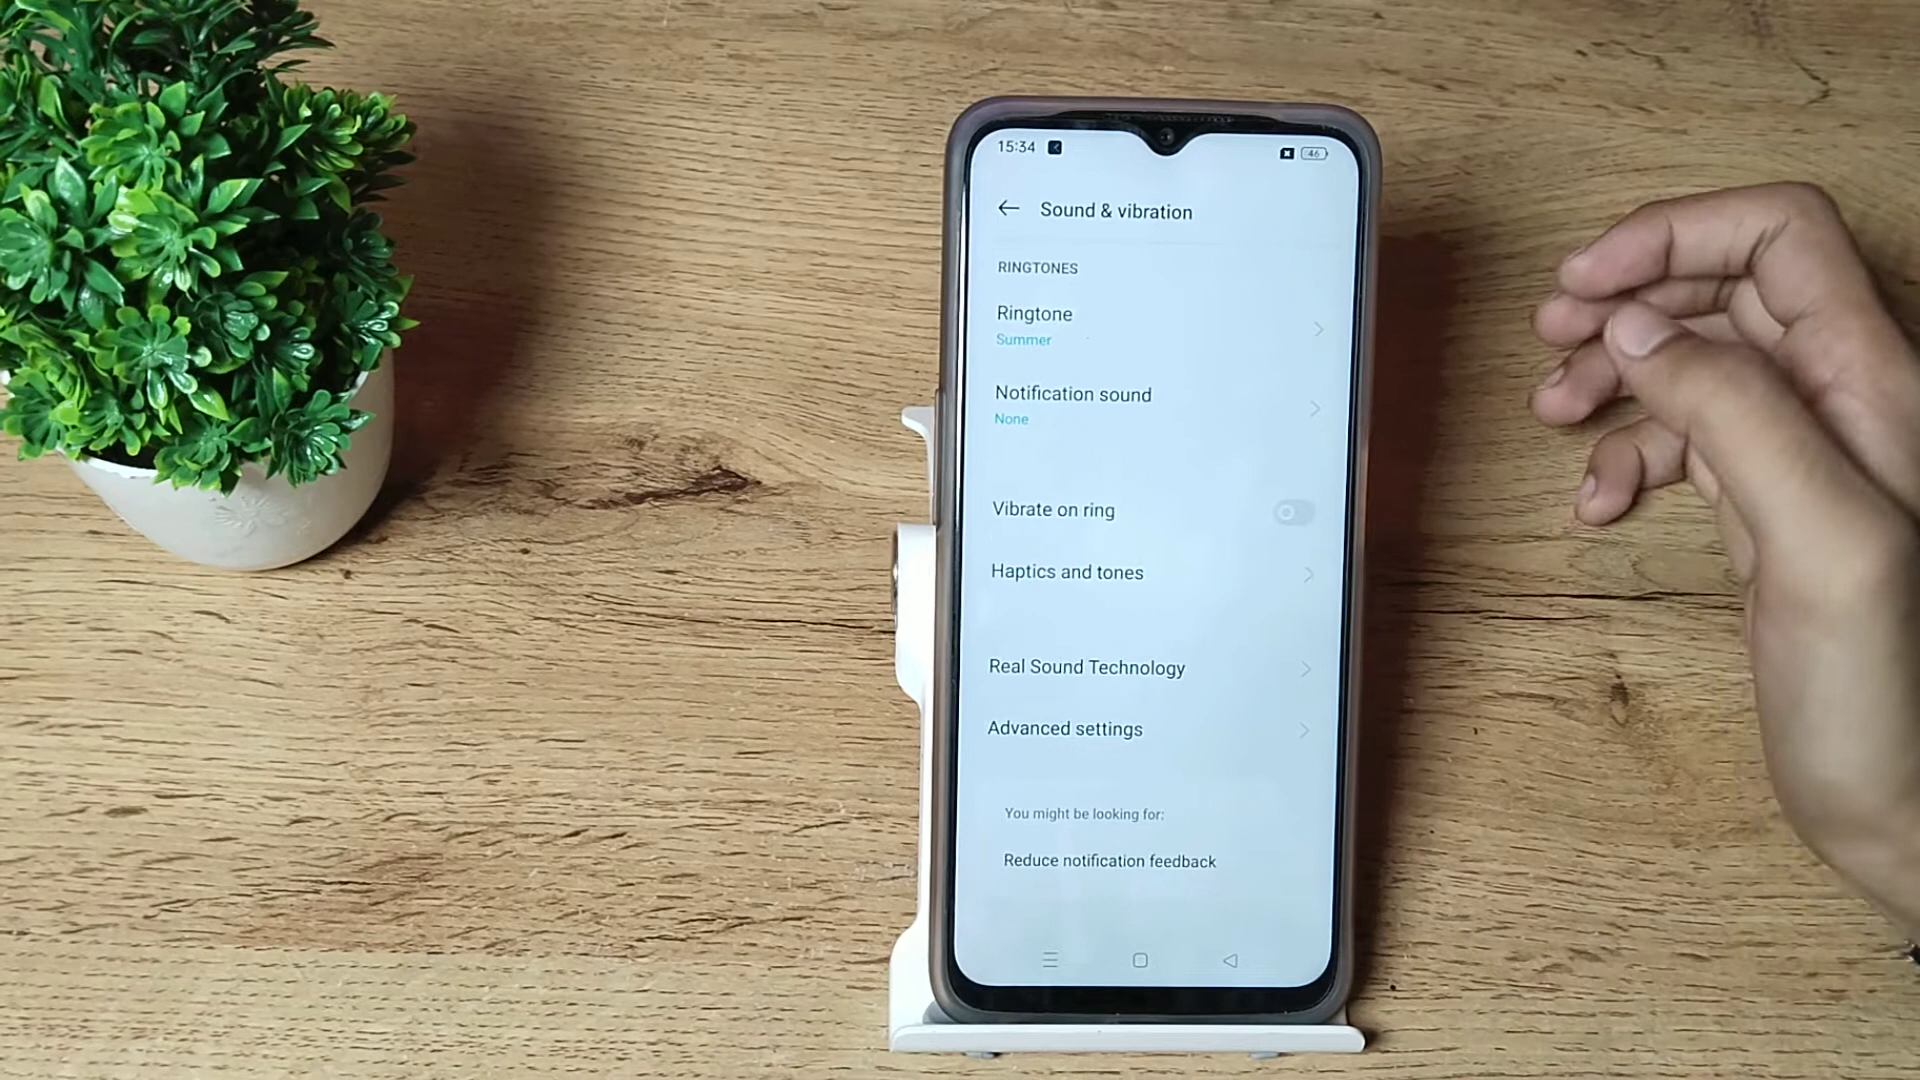 15:34
46
Sound & vibration
RINGTONES
Ringtone
Summer
Notification sound
None
Vibrate on ring
Haptics and tones
Real Sound Technology
Advanced settings
You might be looking for:
Reduce notification feedback